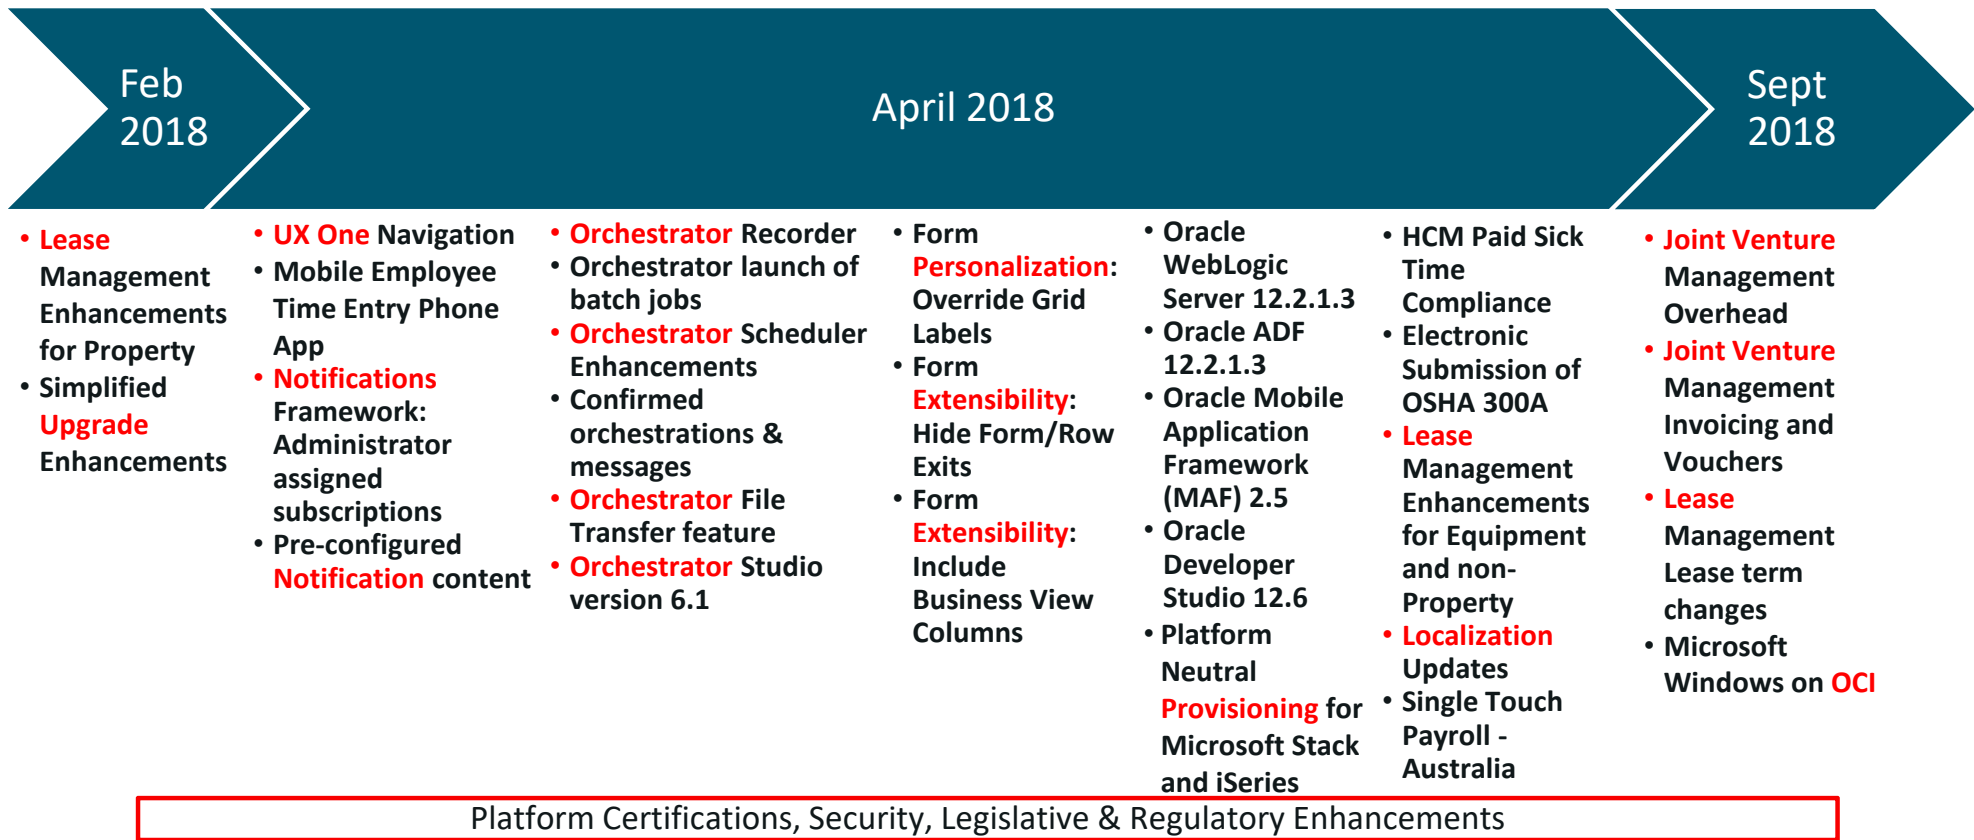 Feb
2018
April 2018
Sept
2018
• Lease
Management
Enhancements
for Property
• Simplified
Upgrade
Enhancements
• UX One Navigation
• Mobile Employee
Time Entry Phone
App
• Notifications
Framework:
Administrator
assigned
subscriptions
• Pre-configured
Notification content
• Orchestrator Recorder
• Orchestrator launch of
batch jobs
• Orchestrator Scheduler
Enhancements
• Confirmed
orchestrations &
messages
• Orchestrator File
Transfer feature
• Orchestrator Studio
version 6.1
• Form
Personalization:
Override Grid
Labels
• Form
Extensibility:
Hide Form/Row
Exits
• Form
Extensibility:
Include
Business View
Columns
• Oracle
WebLogic
Server 12.2.1.3
• Oracle ADF
12.2.1.3
• Oracle Mobile
Application
Framework
(MAF) 2.5
• Oracle
Developer
Studio 12.6
• Platform
Neutral
Provisioning for
Microsoft Stack
and iSeries
• HCM Paid Sick
Time
Compliance
• Electronic
Submission of
OSHA 300A
• Lease
Management
Enhancements
for Equipment
and non-
Property
• Localization
Updates
• Single Touch
Payroll -
Australia
• Joint Venture
Management
Overhead
• Joint Venture
Management
Invoicing and
Vouchers
• Lease
Management
Lease term
changes
• Microsoft
Windows on OCI
Platform Certifications, Security, Legislative & Regulatory Enhancements